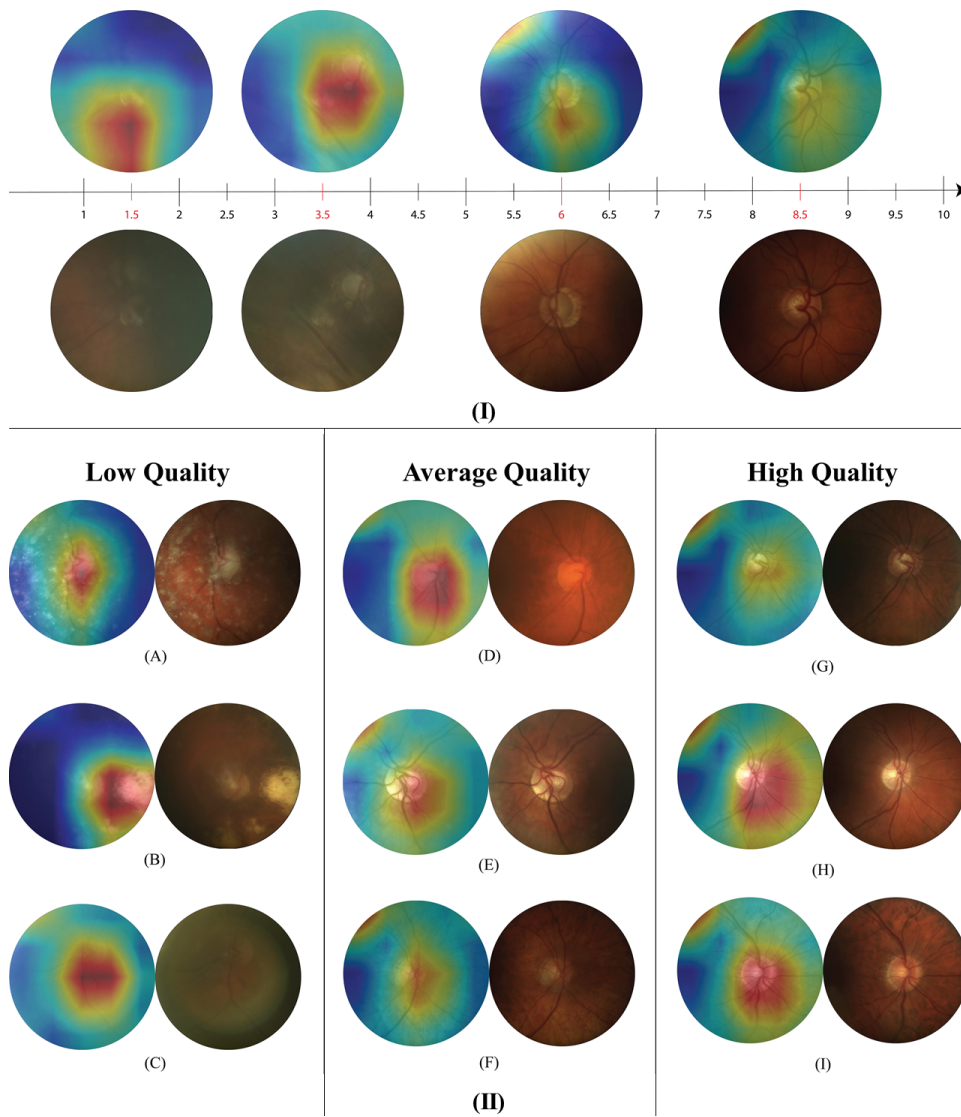 1 1.5 2 2.5 3 3.5 4 4.5 5 5.5 6 6.5 7 7.5 8 8.5 9 9.5 10
(I)
Low Quality Average Quality High Quality
(A) (D) (G)
(B) (E) (H)
(C) (F) (I)
(II)